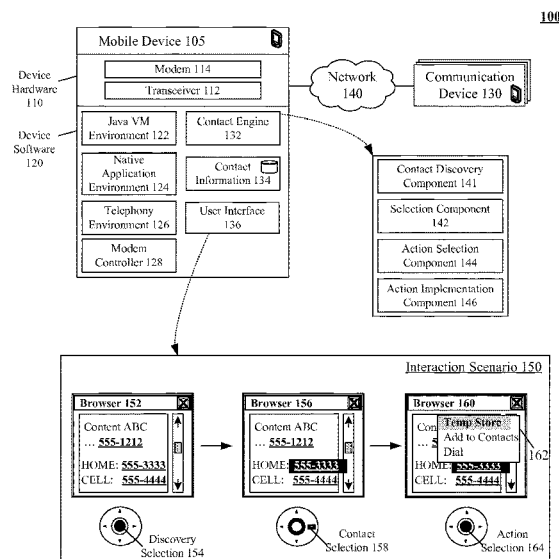 100
Mobile Device 105
Modem 114
Transceiver 112
Device
Hardware
110
Network
140
Communication
Device 130
Device
Software
120
Java VM
Environment 122
Contact Engine
132
Native
Application
Environment 124
Contact
Information 134
Telephony
Environment 126
User Interface
136
Modem
Controller 128
Contact Discovery
Component 141
Selection Component
142
Action Selection
Component 144
Action Implementation
Component 146
Interaction Scenario 150
Browser 152
Content ABC
... 555-1212
HOME: 555-3333
CELL: 555-4444
Discovery
Selection 154
Browser 156
Content ABC
... 555-1212
HOME: 555-3333
CELL: 555-4444
Contact
Selection 158
Browser 160
Temp Store
Add to Contacts
Dial
162
HOME: 555-3333
CELL: 555-4444
Action
Selection 164